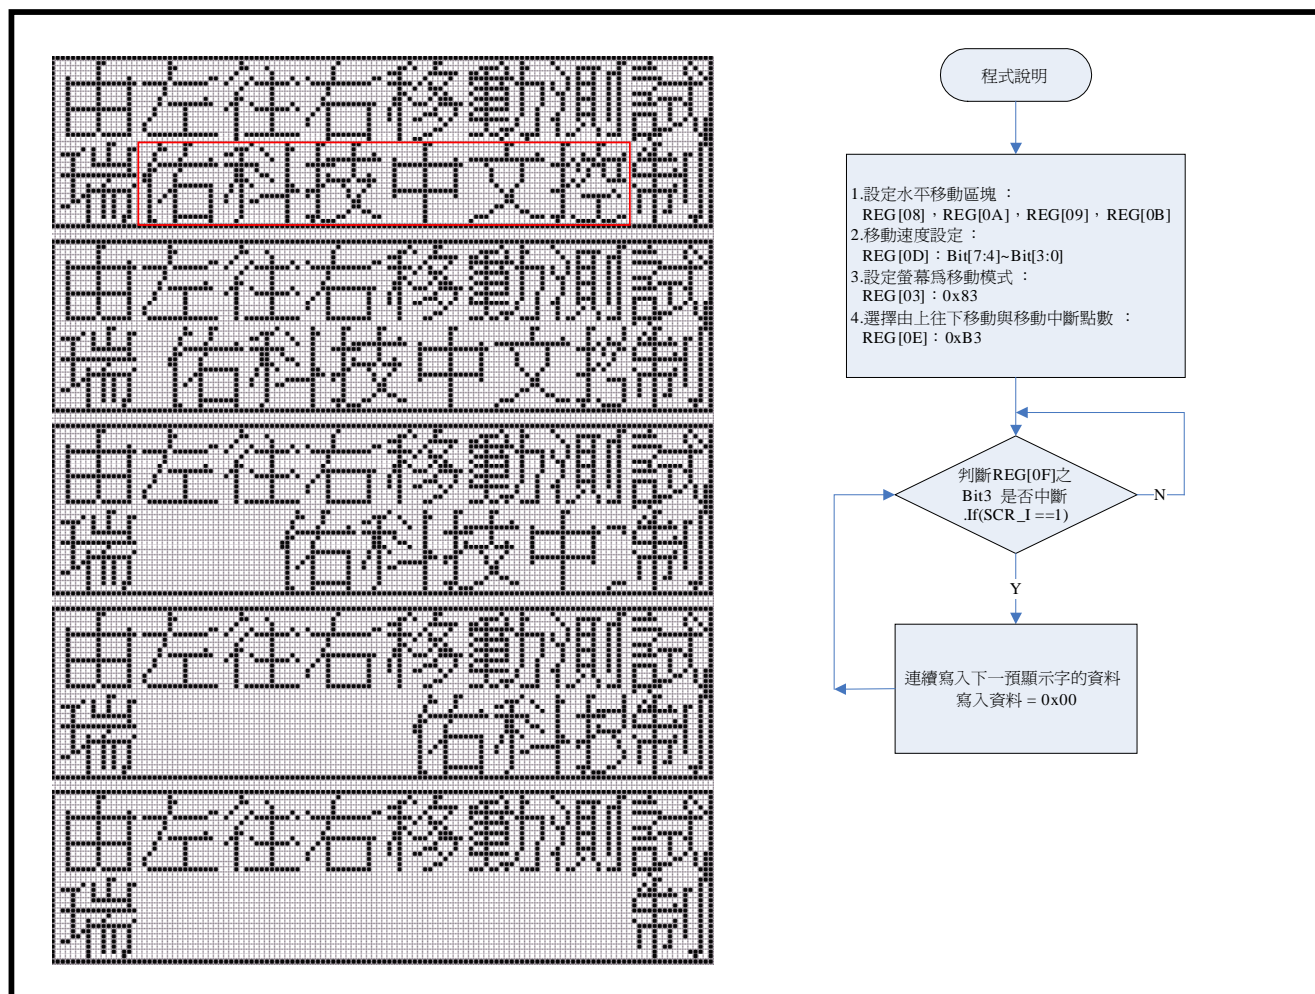 由左往右移動測試
瑞佑科技中文控制
由左往右移動測試
瑞佑科技中文控制
由左往右移動測試
瑞佑科技中制
由左往右移動測試
瑞佑科技制
由左往右移動測試
瑞制
程式說明
1.設定水平移動區塊：
REG[08]，REG[0A]，REG[09]，REG[0B]
2.移動速度設定：
REG[0D]：Bit[7:4]~Bit[3:0]
3.設定螢幕為移動模式：
REG[03]：0x83
4.選擇由上往下移動與移動中斷點數：
REG[0E]：0xB3
判斷REG[0F]之
Bit3 是否中斷
.If(SCR_I ==1)
N
Y
連續寫入下一預顯示字的資料
寫入資料 = 0x00